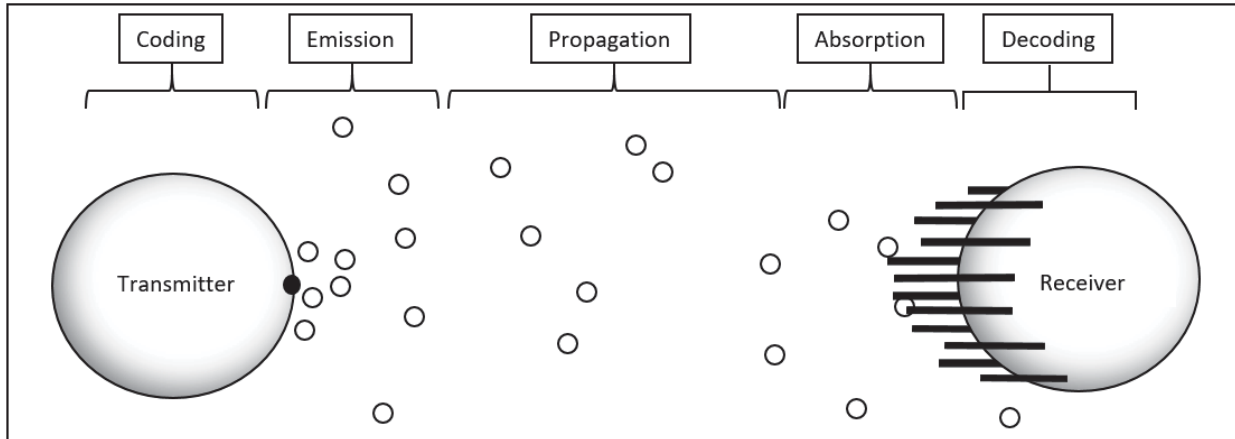 Coding
Emission
Propagation
Absorption
Decoding
Transmitter
Receiver